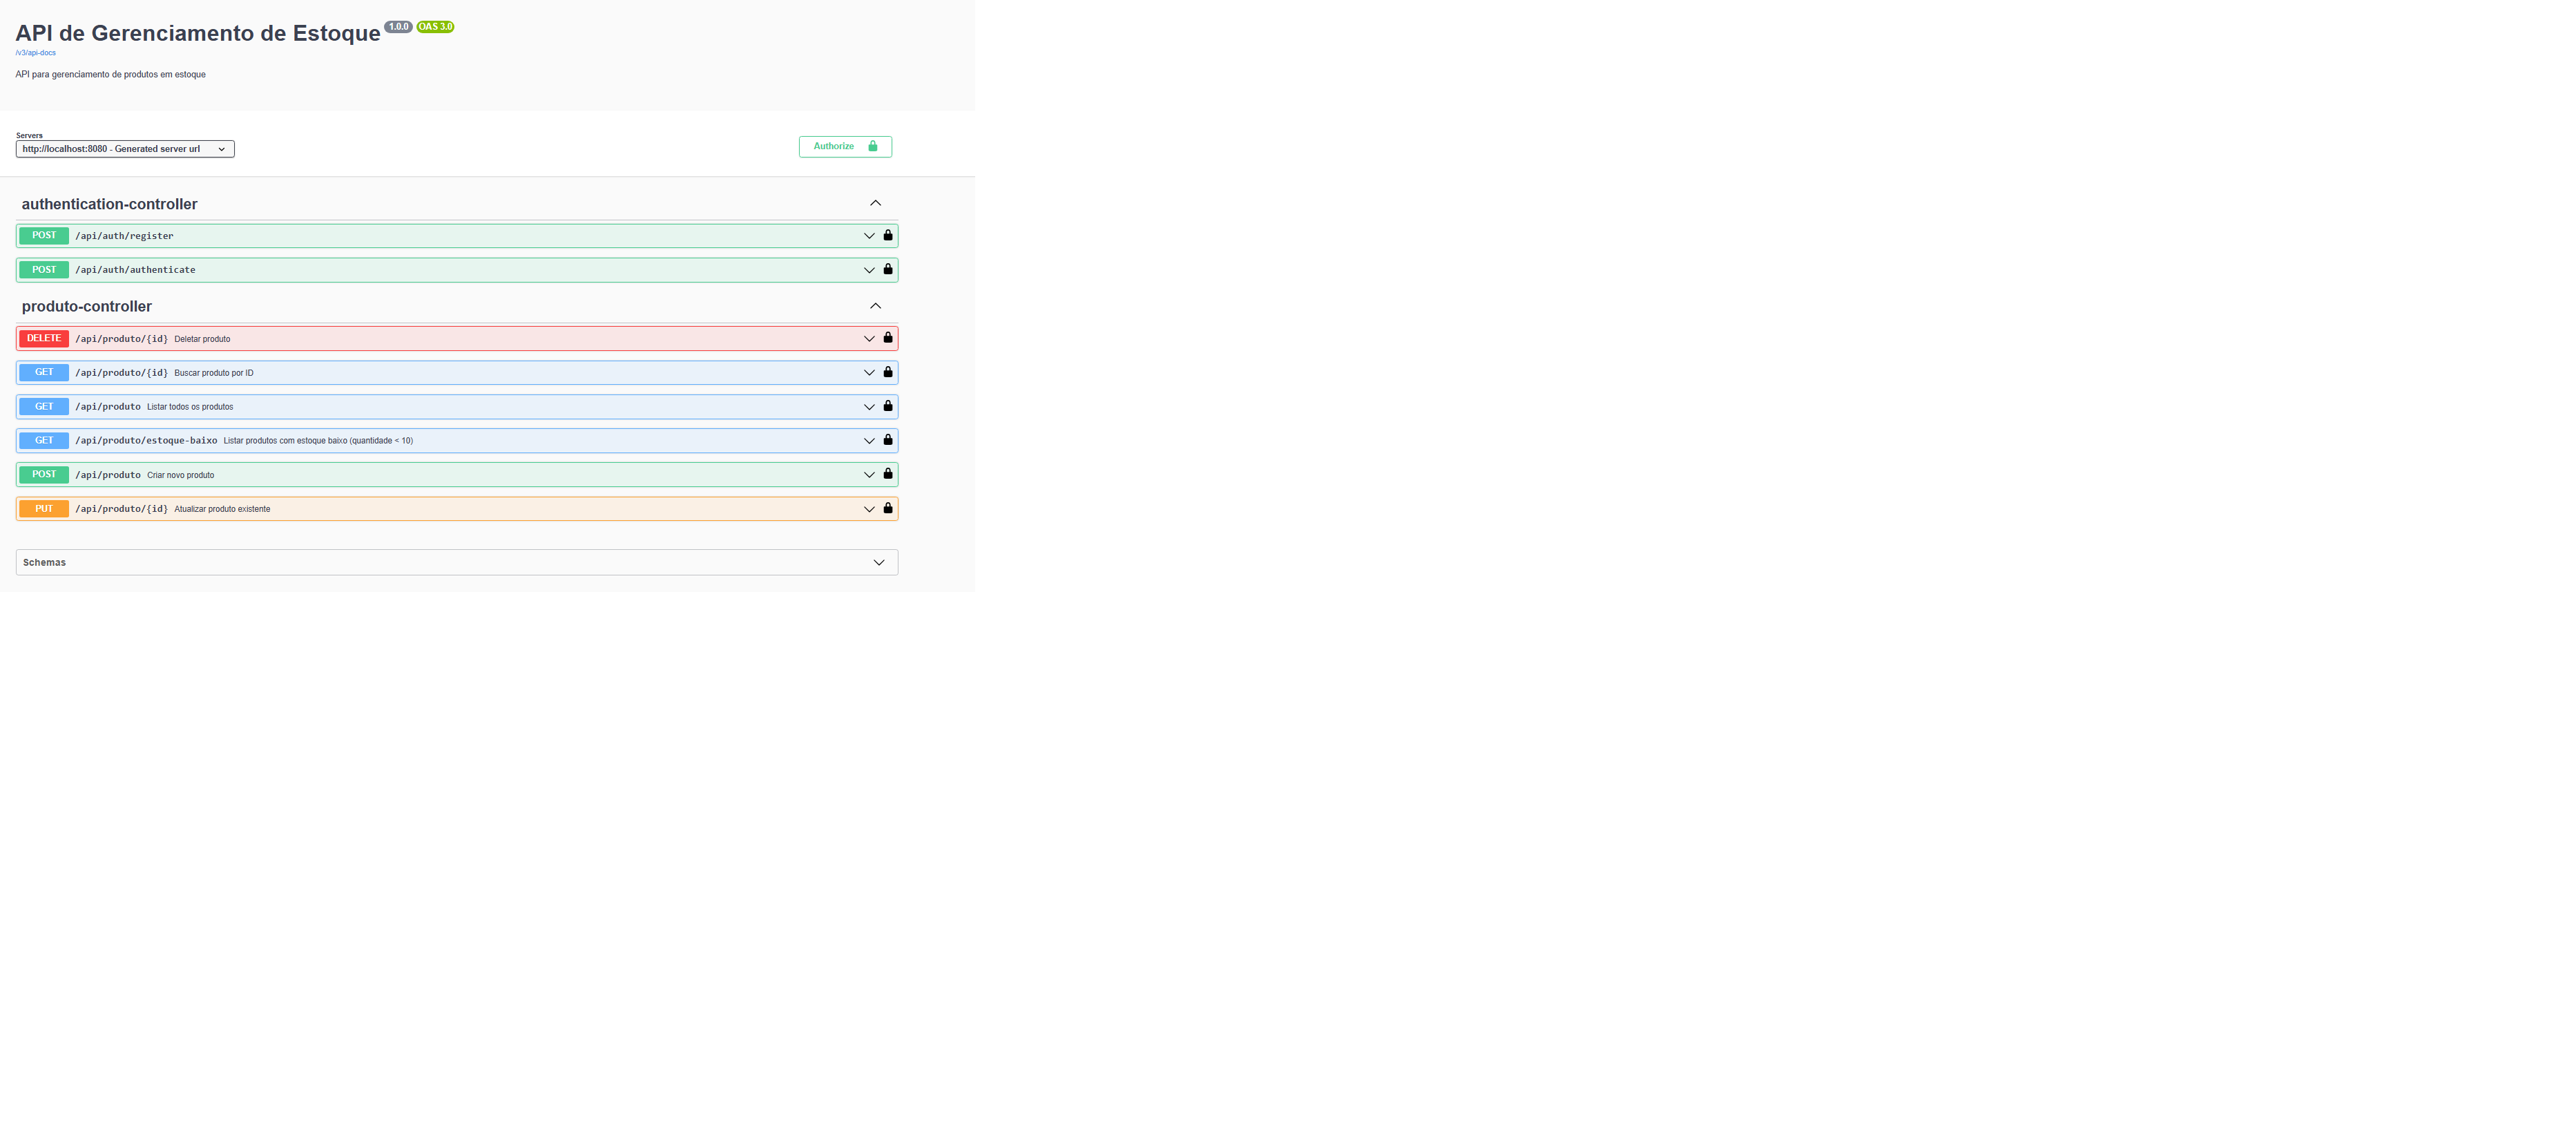 API de Gerenciamento de Estoque 1.0.0 OAS 3.0
/v3/api-docs
API para gerenciamento de produtos em estoque
Servers
http://localhost:8080 - Generated server url
Authorize
authentication-controller
POST /api/auth/register
POST /api/auth/authenticate
produto-controller
DELETE /api/produto/{id} Deletar produto
GET /api/produto/{id} Buscar produto por ID
GET /api/produto Listar todos os produtos
GET /api/produto/estoque-baixo Listar produtos com estoque baixo (quantidade < 10)
POST /api/produto Criar novo produto
PUT /api/produto/{id} Atualizar produto existente
Schemas